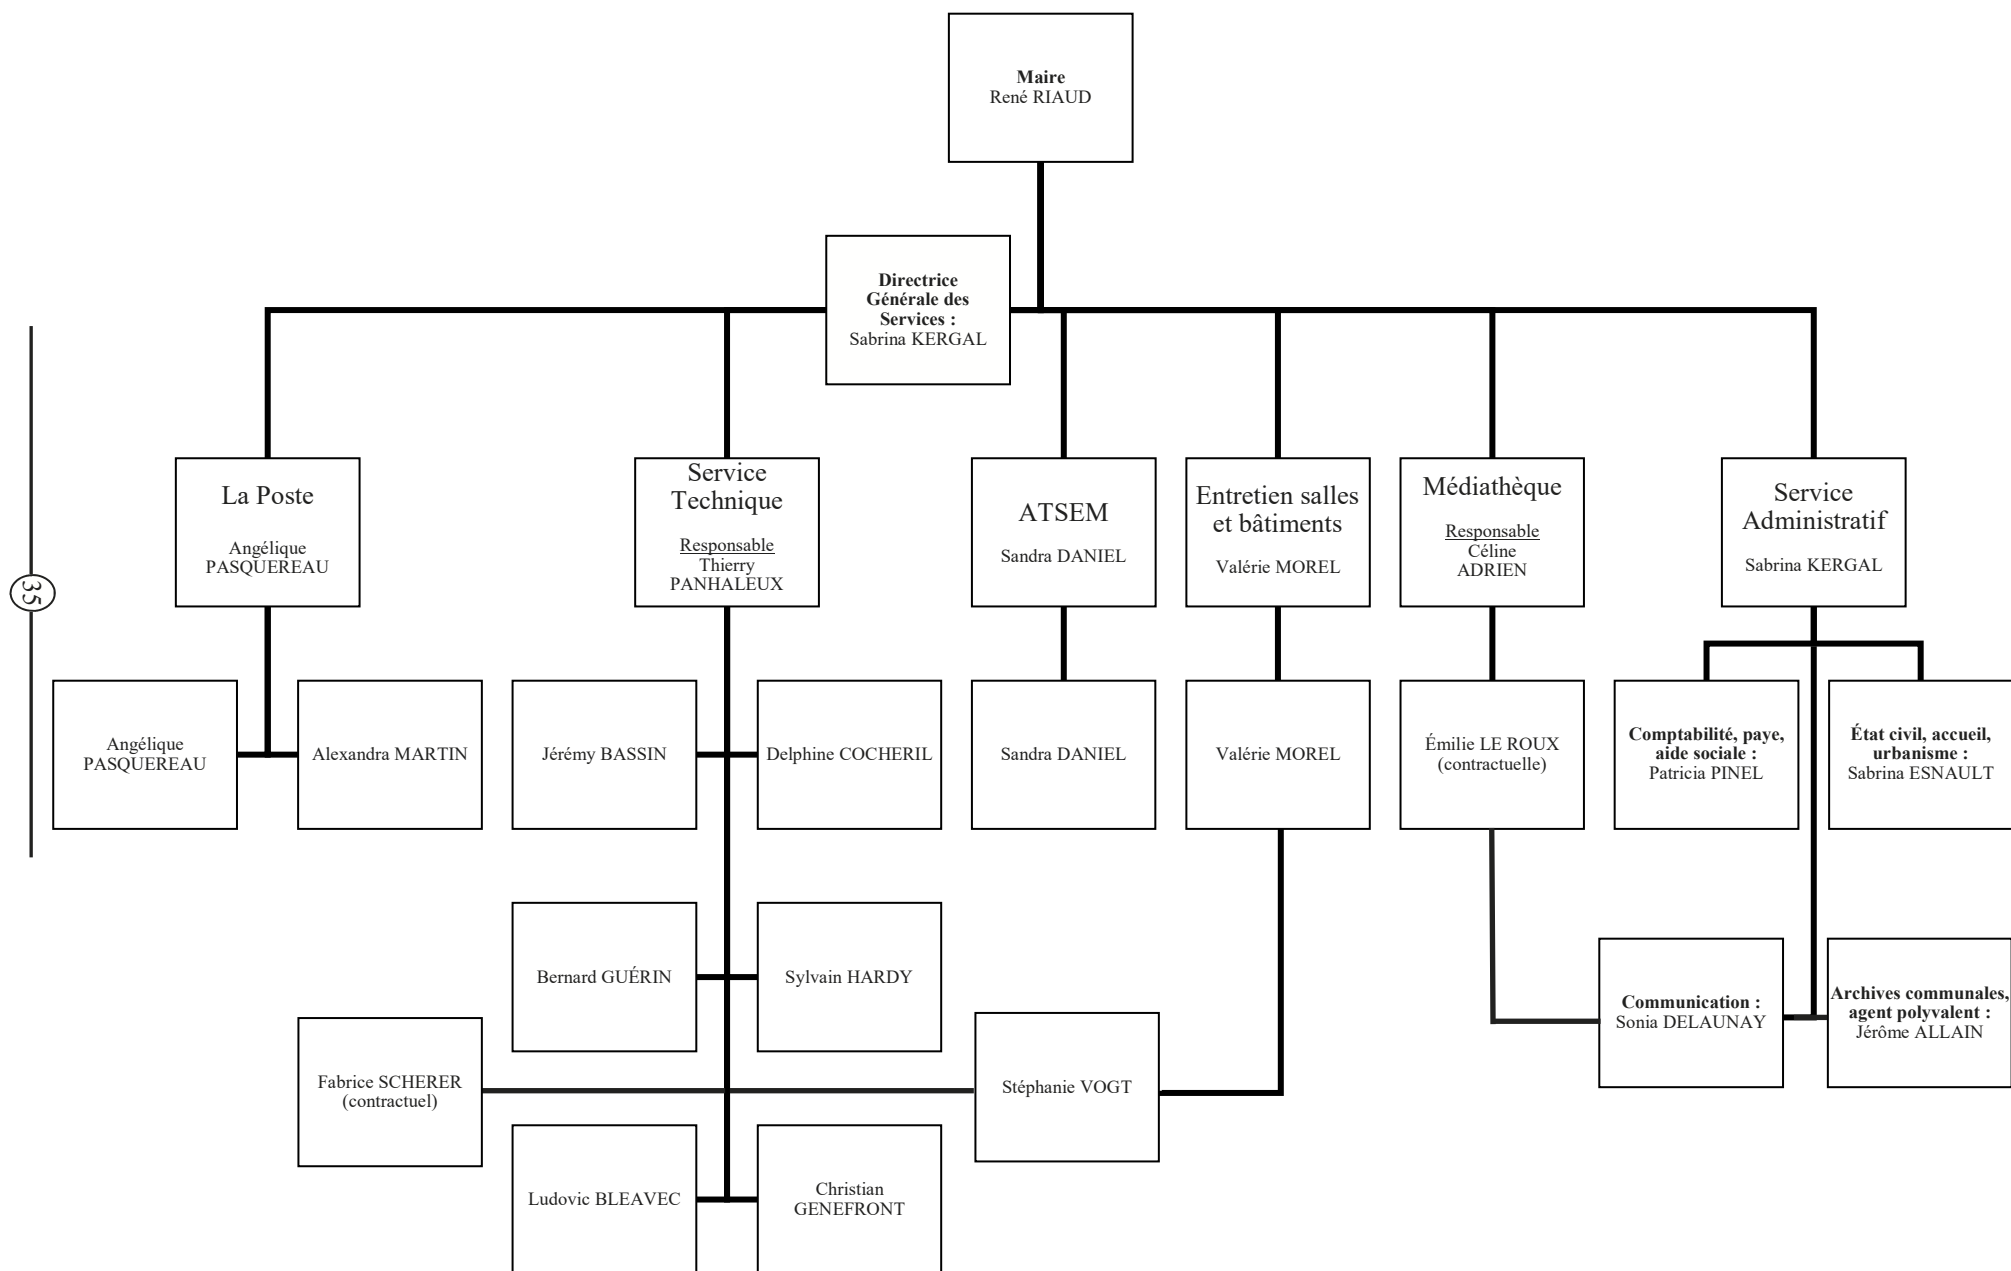 Maire
René RIAUD
Directrice
Générale des
Services :
Sabrina KERGAL
La Poste
Angélique
PASQUEREAU
Service
Technique
Responsable
Thierry
PANHALEUX
ATSEM
Sandra DANIEL
Entretien salles
et bâtiments
Valérie MOREL
Médiathèque
Responsable
Céline
ADRIEN
Service
Administratif
Sabrina KERGAL
35
Angélique
PASQUEREAU
Alexandra MARTIN
Jérémy BASSIN
Delphine COCHERIL
Sandra DANIEL
Valérie MOREL
Émilie LE ROUX
(contractuelle)
Comptabilité, paye,
aide sociale :
Patricia PINEL
État civil, accueil,
urbanisme :
Sabrina ESNAULT
Bernard GUÉRIN
Sylvain HARDY
Communication :
Sonia DELAUNAY
Archives communales,
agent polyvalent :
Jérôme ALLAIN
Fabrice SCHERER
(contractuel)
Stéphanie VOGT
Ludovic BLEAVEC
Christian
GENEFRONT